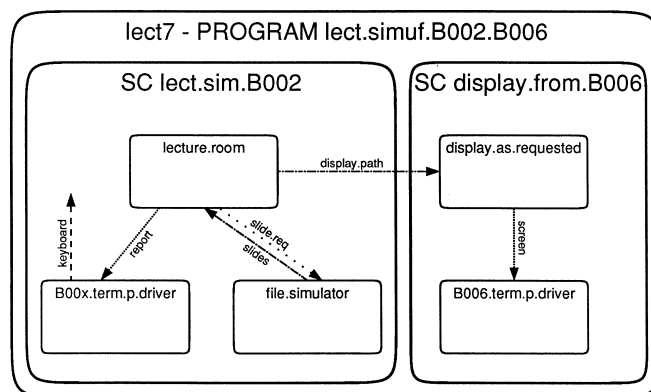 lect7 - PROGRAM lect.simuf.B002.B006
SC lect.sim.B002
SC display.from.B006
lecture.room
display.as.requested
display.path
keyboard
report
slide.req
slides
screen
B00x.term.p.driver
file.simulator
B006.term.p.driver